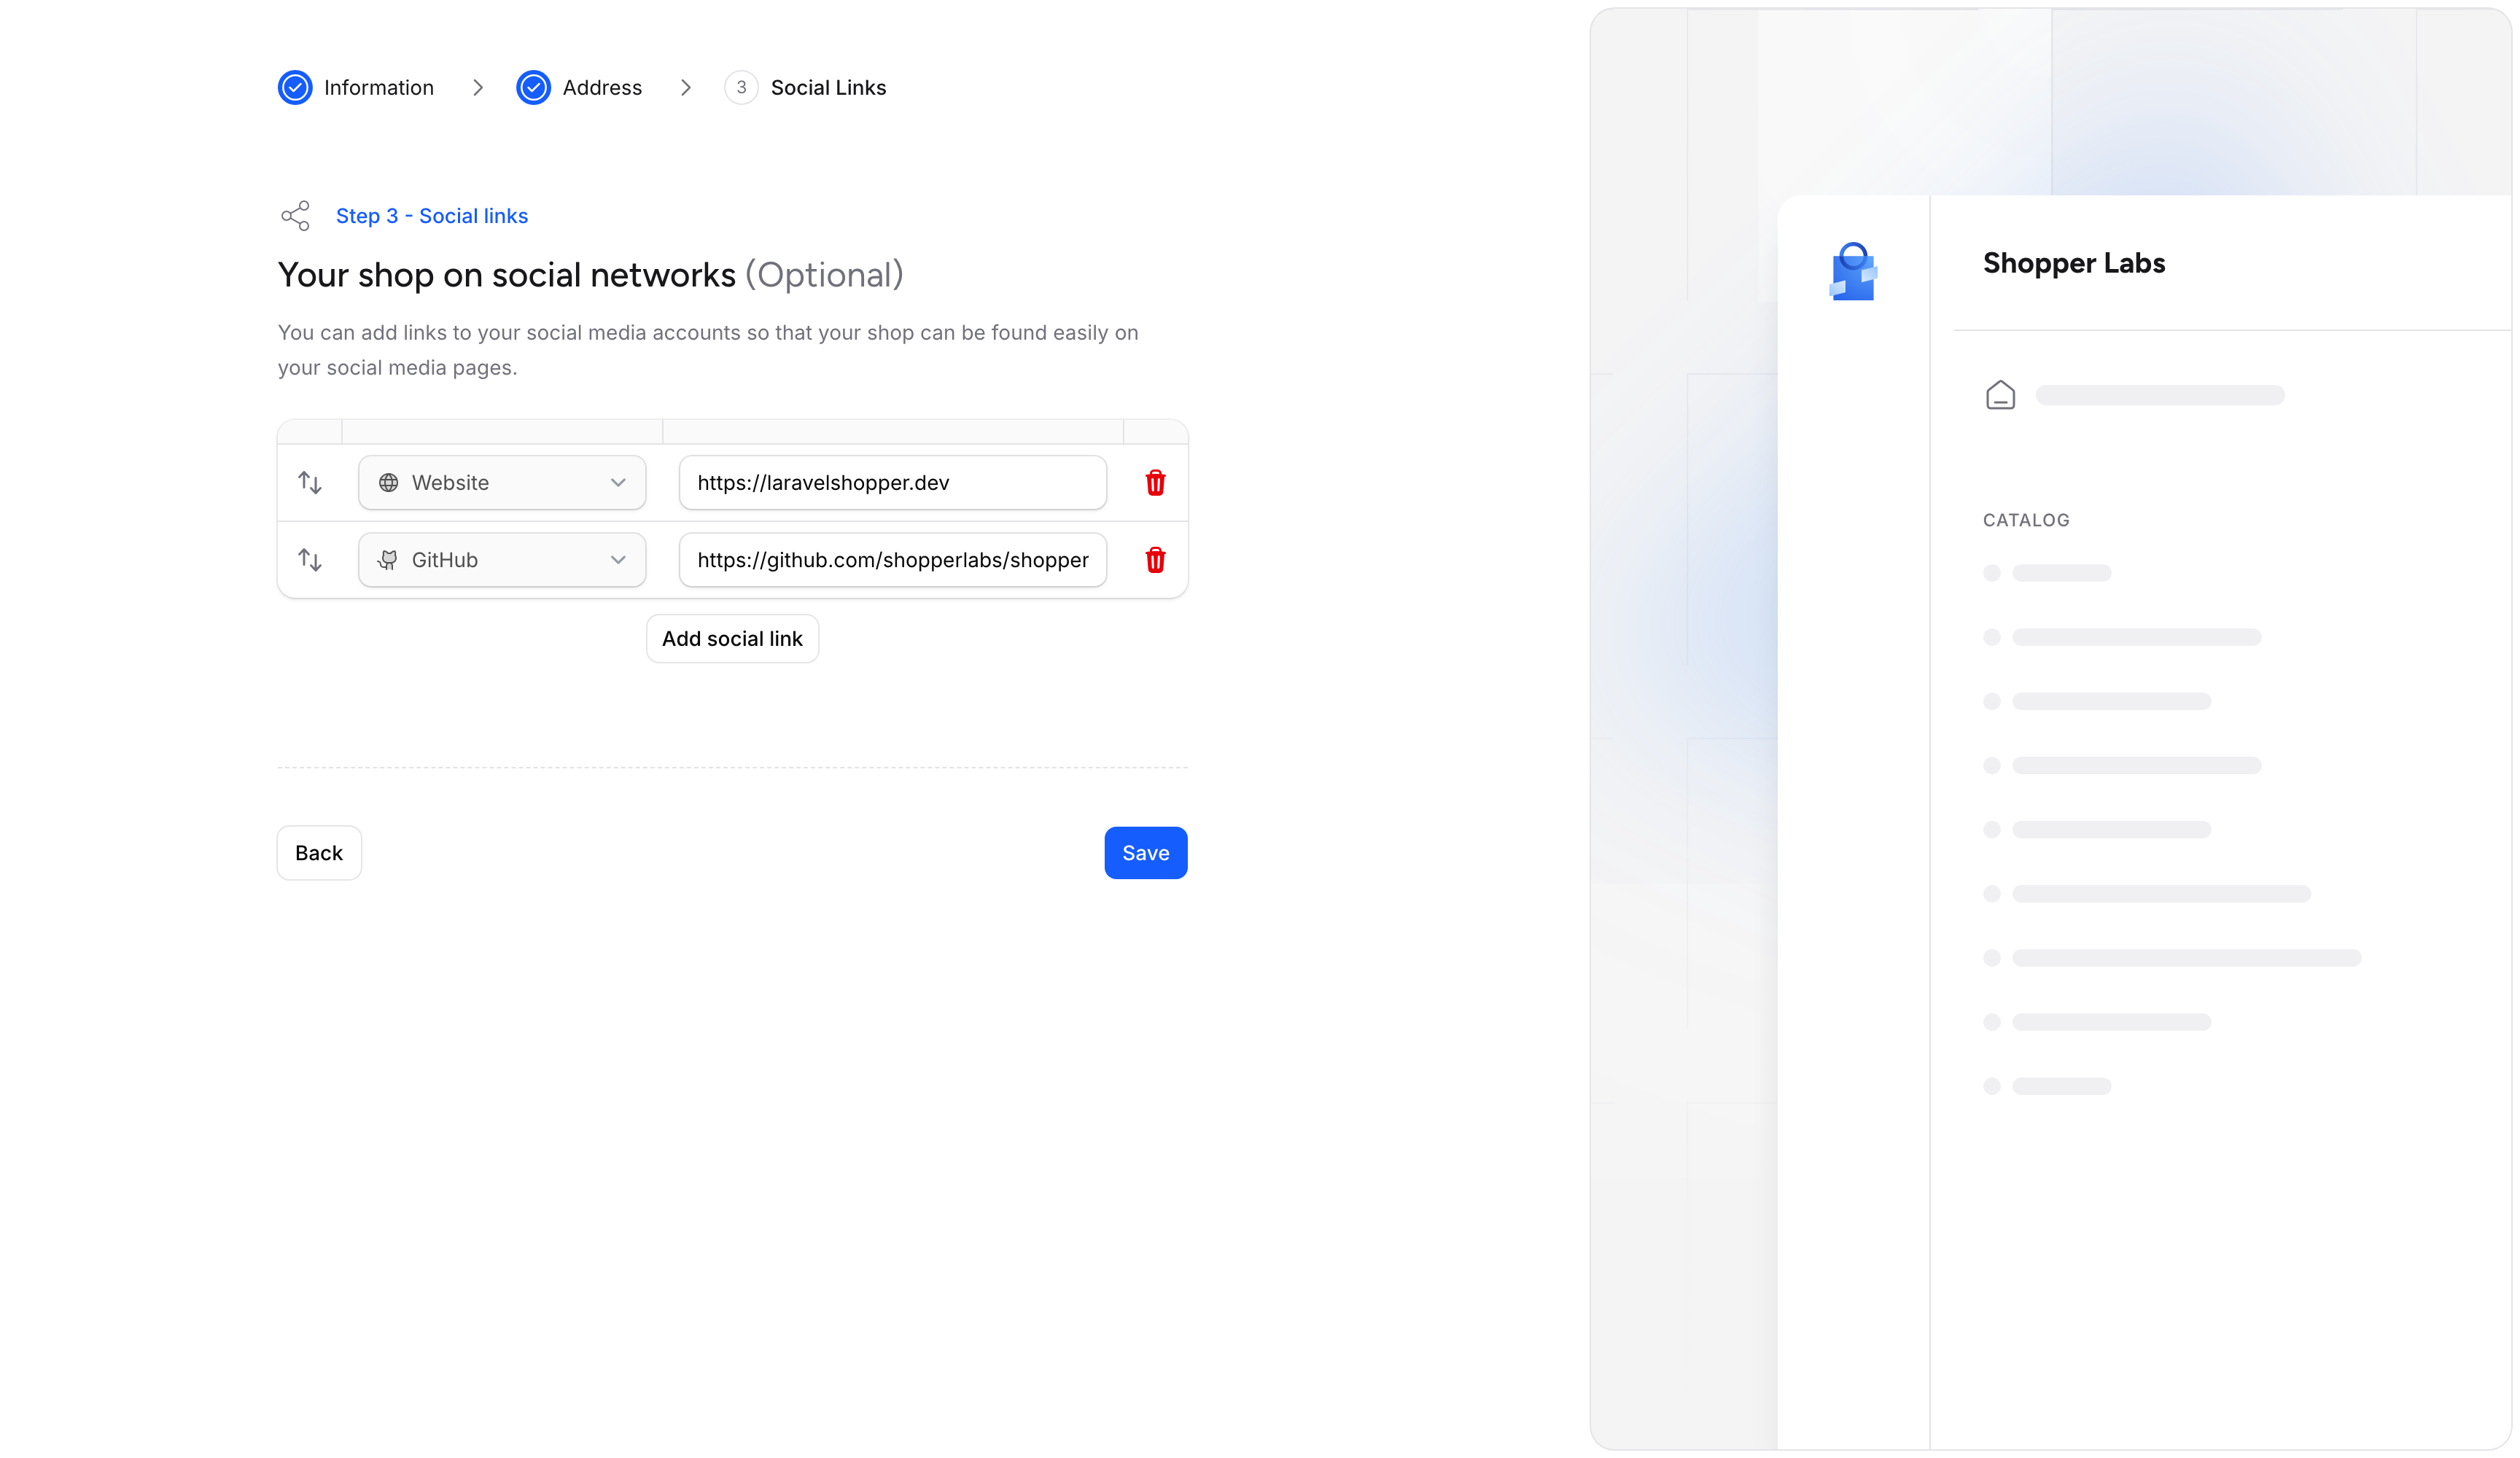 Information
Address
3
Social Links
Step 3 - Social links
Your shop on social networks (Optional)
You can add links to your social media accounts so that your shop can be found easily on
your social media pages.
Website
https://laravelshopper.dev
GitHub
https://github.com/shopperlabs/shopper
Add social link
Back
Save
Shopper Labs
CATALOG